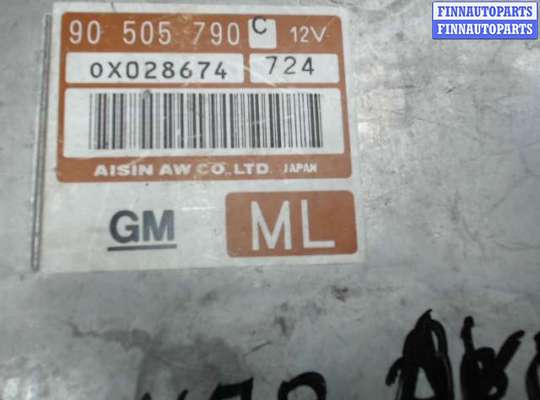 FINNAUTOPARTS
FINNAUTOPARTS
90 505 790 C 12V
0X028674 724
AISIN AW CO.,LTD. JAPAN
GM ML